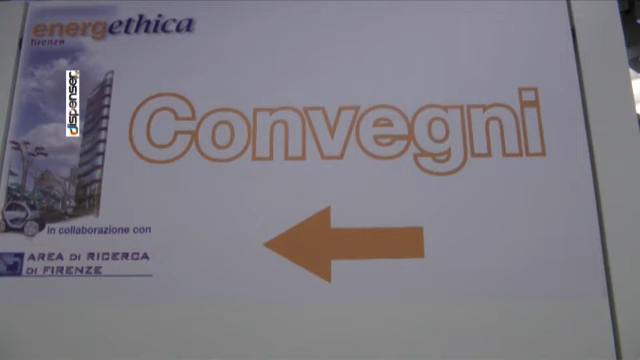 energethica
firenze
dispenser
Convegni
in collaborazione con
AREA DI RICERCA
DI FIRENZE